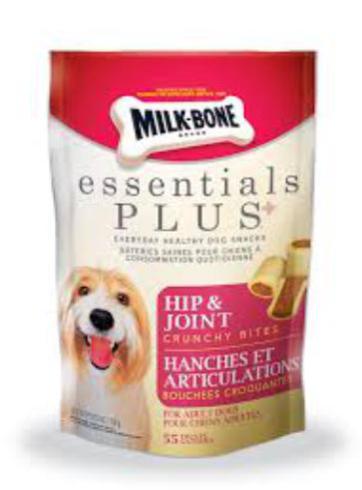 MILK-BONE
BRAND
essentials
PLUS+
EVERYDAY HEALTHY DOG SNACKS
GÂTERIES SAINES POUR CHIENS À
CONSOMMATION QUOTIDIENNE
HIP &
JOINT
CRUNCHY BITES
HANCHES ET
ARTICULATIONS
BOUCHÉES CROQUANTES
FOR ADULT DOGS
POUR CHIENS ADULTES
55